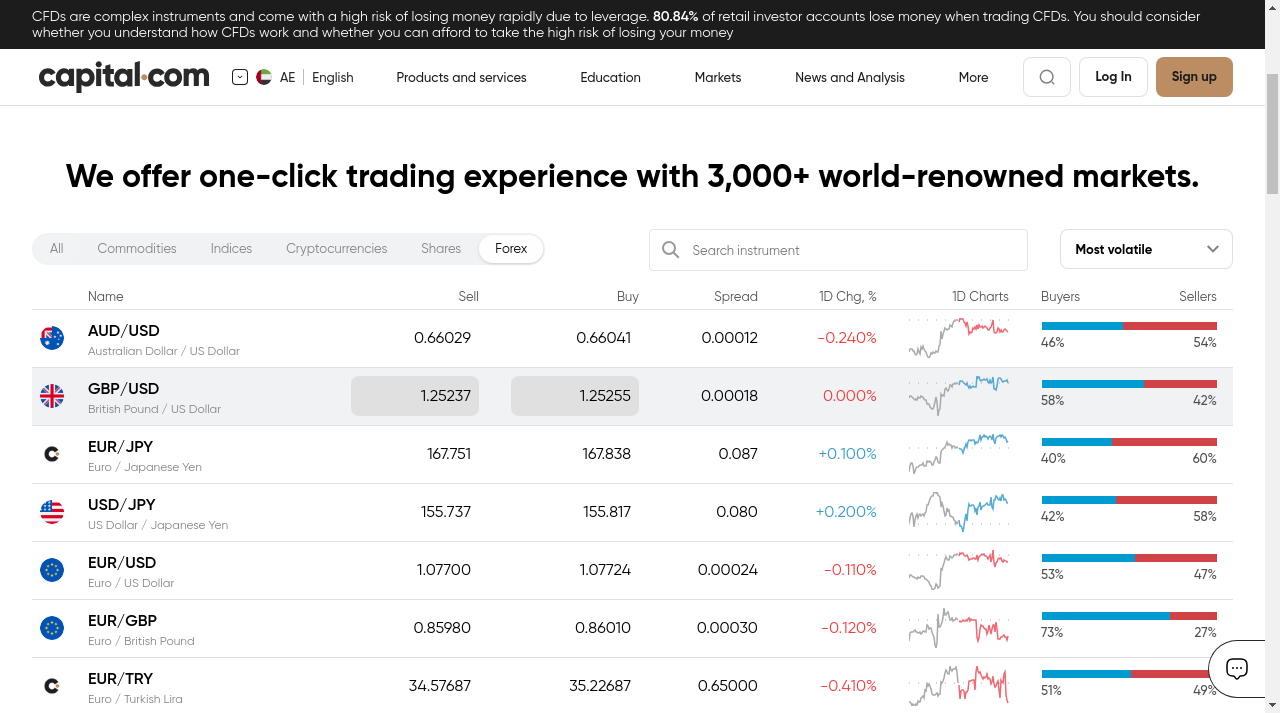 CFDs are complex instruments and come with a high risk of losing money rapidly due to leverage. 80.84% of retail investor accounts lose money when trading CFDs. You should consider
whether you understand how CFDs work and whether you can afford to take the high risk of losing your money
capital.com AE English Products and services Education Markets News and Analysis More Log In Sign up
We offer one-click trading experience with 3,000+ world-renowned markets.
All Commodities Indices Cryptocurrencies Shares Forex Search instrument Most volatile
Name Sell Buy Spread 1D Chg, % 1D Charts Buyers Sellers
AUD/USD 0.66029 0.66041 0.00012 -0.240%
Australian Dollar / US Dollar 46% 54%
GBP/USD 1.25237 1.25255 0.00018 0.000%
British Pound / US Dollar 58% 42%
EUR/JPY 167.751 167.838 0.087 +0.100%
Euro / Japanese Yen 40% 60%
USD/JPY 155.737 155.817 0.080 +0.200%
US Dollar / Japanese Yen 42% 58%
EUR/USD 1.07700 1.07724 0.00024 -0.110%
Euro / US Dollar 53% 47%
EUR/GBP 0.85980 0.86010 0.00030 -0.120%
Euro / British Pound 73% 27%
EUR/TRY 34.57687 35.22687 0.65000 -0.410%
Euro / Turkish Lira 51% 49%